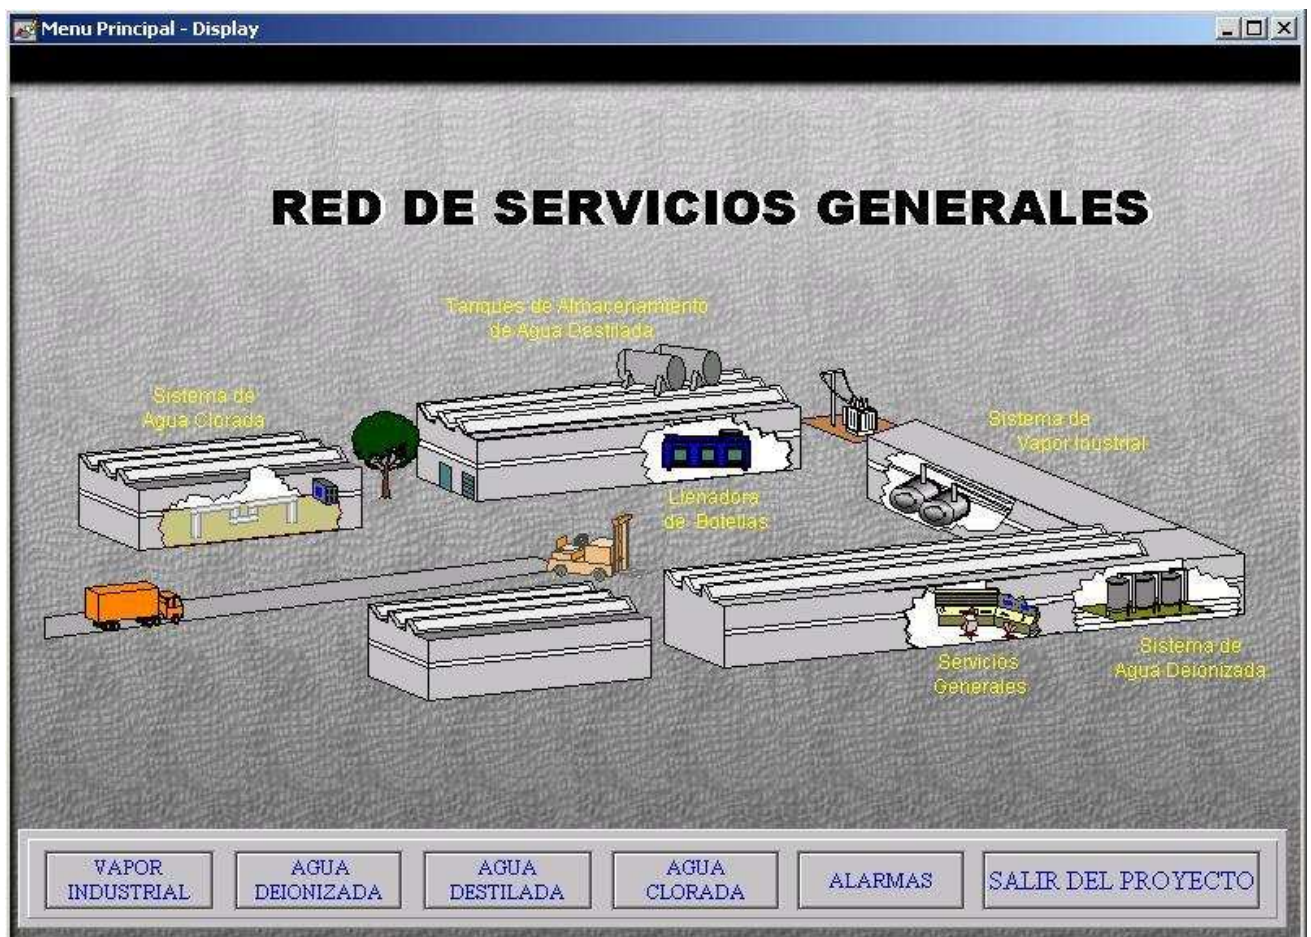 Menu Principal - Display
RED DE SERVICIOS GENERALES
Tanques de Almacenamiento
de Agua Destilada
Sistema de
Agua Clorada
Sistema de
Vapor Iustrial
Llenadora
de Botellas
Servicios
Generales
Sistema de
Agua Deionizada
VAPOR
INDUSTRIAL
AGUA
DEIONIZADA
AGUA
DESTILADA
AGUA
CLORADA
ALARMAS
SALIR DEL PROYECTO